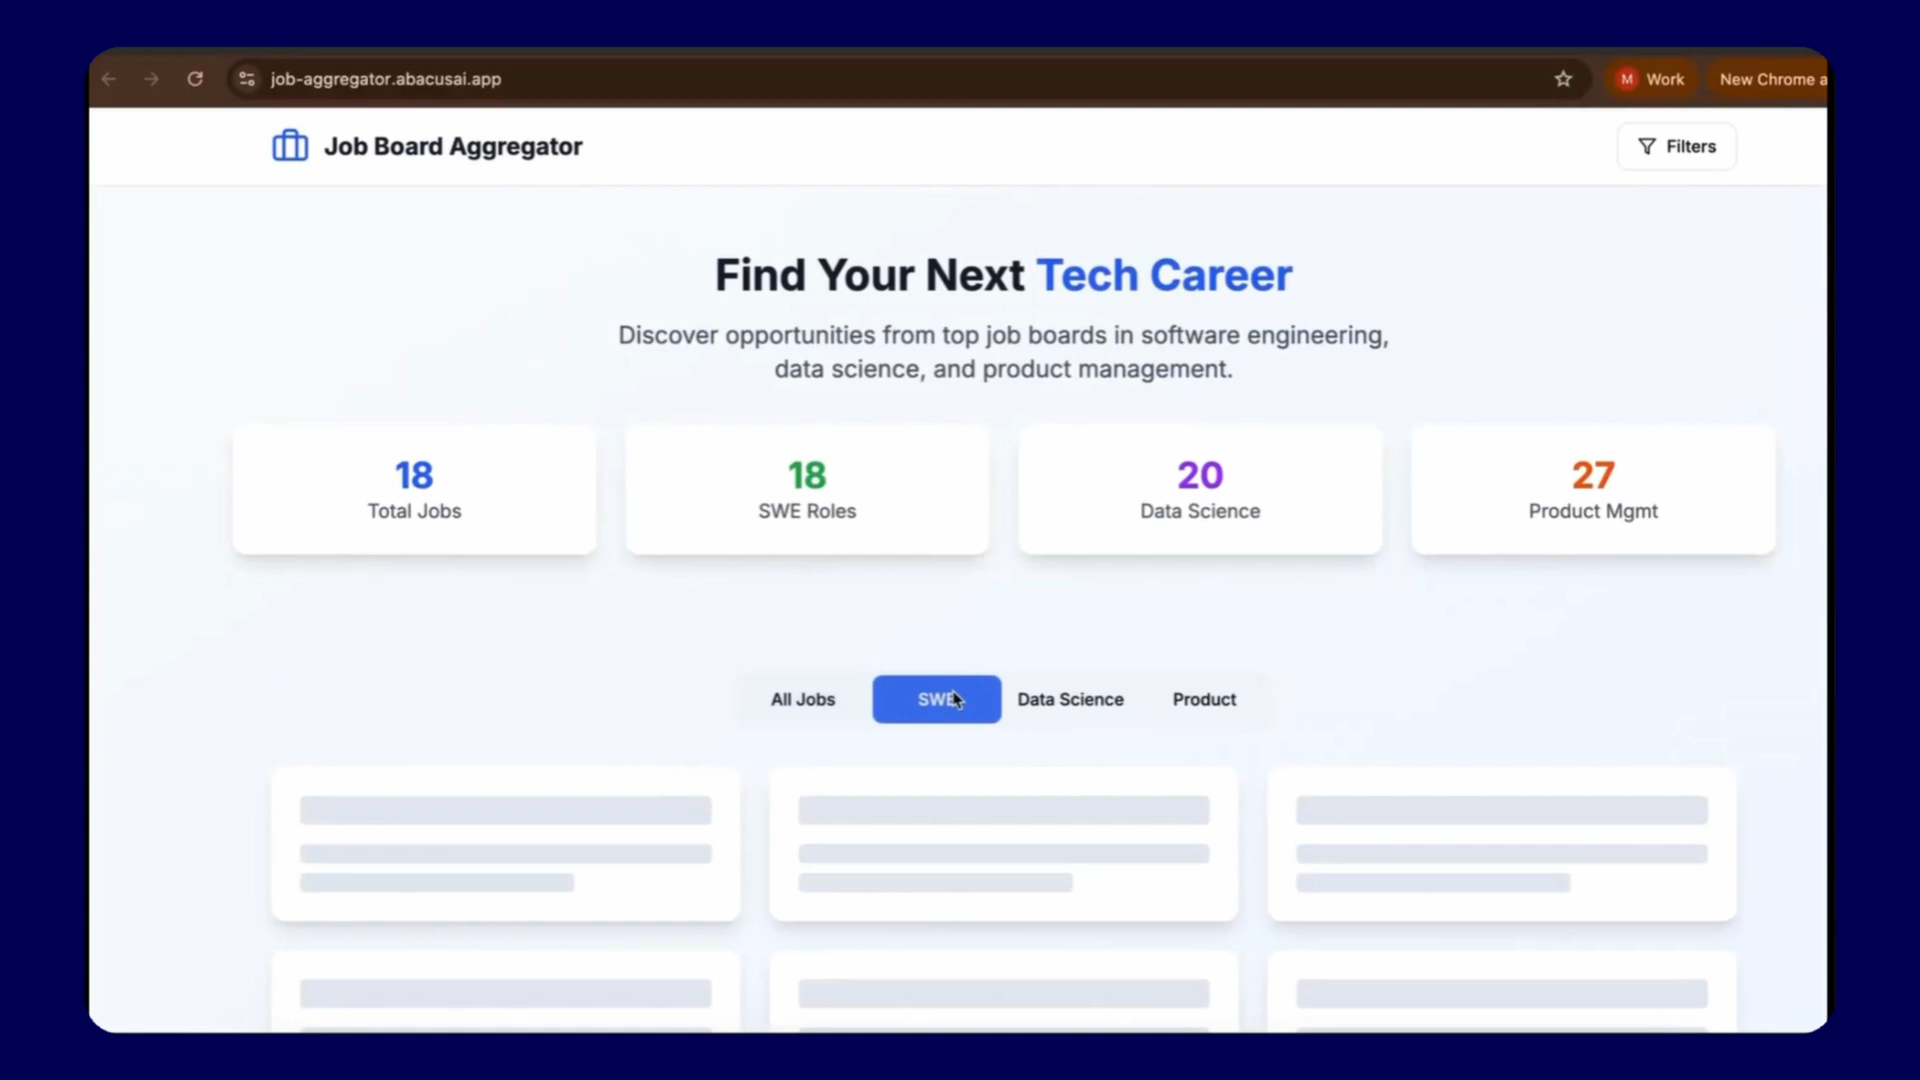 job-aggregator.abacusai.app
M Work
New Chrome a
Job Board Aggregator
Filters
Find Your Next Tech Career
Discover opportunities from top job boards in software engineering,
data science, and product management.
18
Total Jobs
18
SWE Roles
20
Data Science
27
Product Mgmt
All Jobs
SWE
Data Science
Product